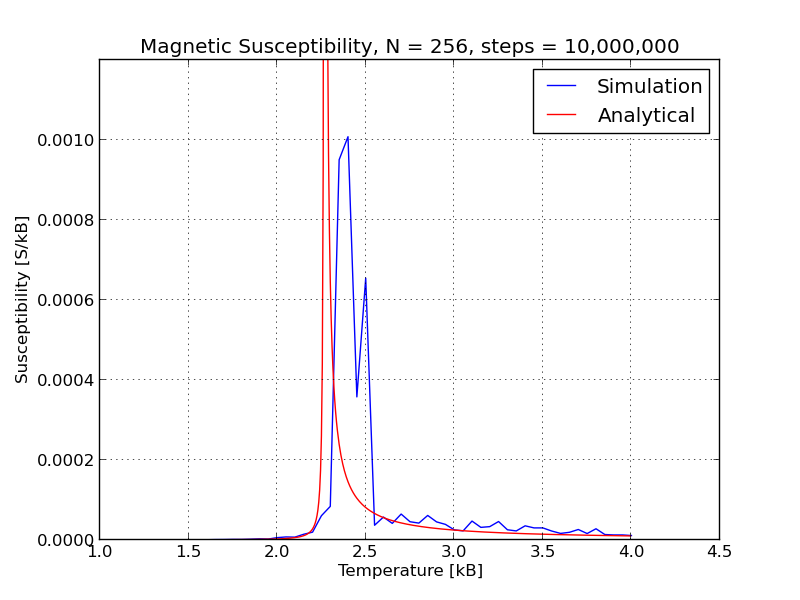 Magnetic Susceptibility, N = 256, steps = 10,000,000
Simulation
Analytical
Susceptibility [S/kB]
0.0010
0.0008
0.0006
0.0004
0.0002
0.0000
1.0 1.5 2.0 2.5 3.0 3.5 4.0 4.5
Temperature [kB]